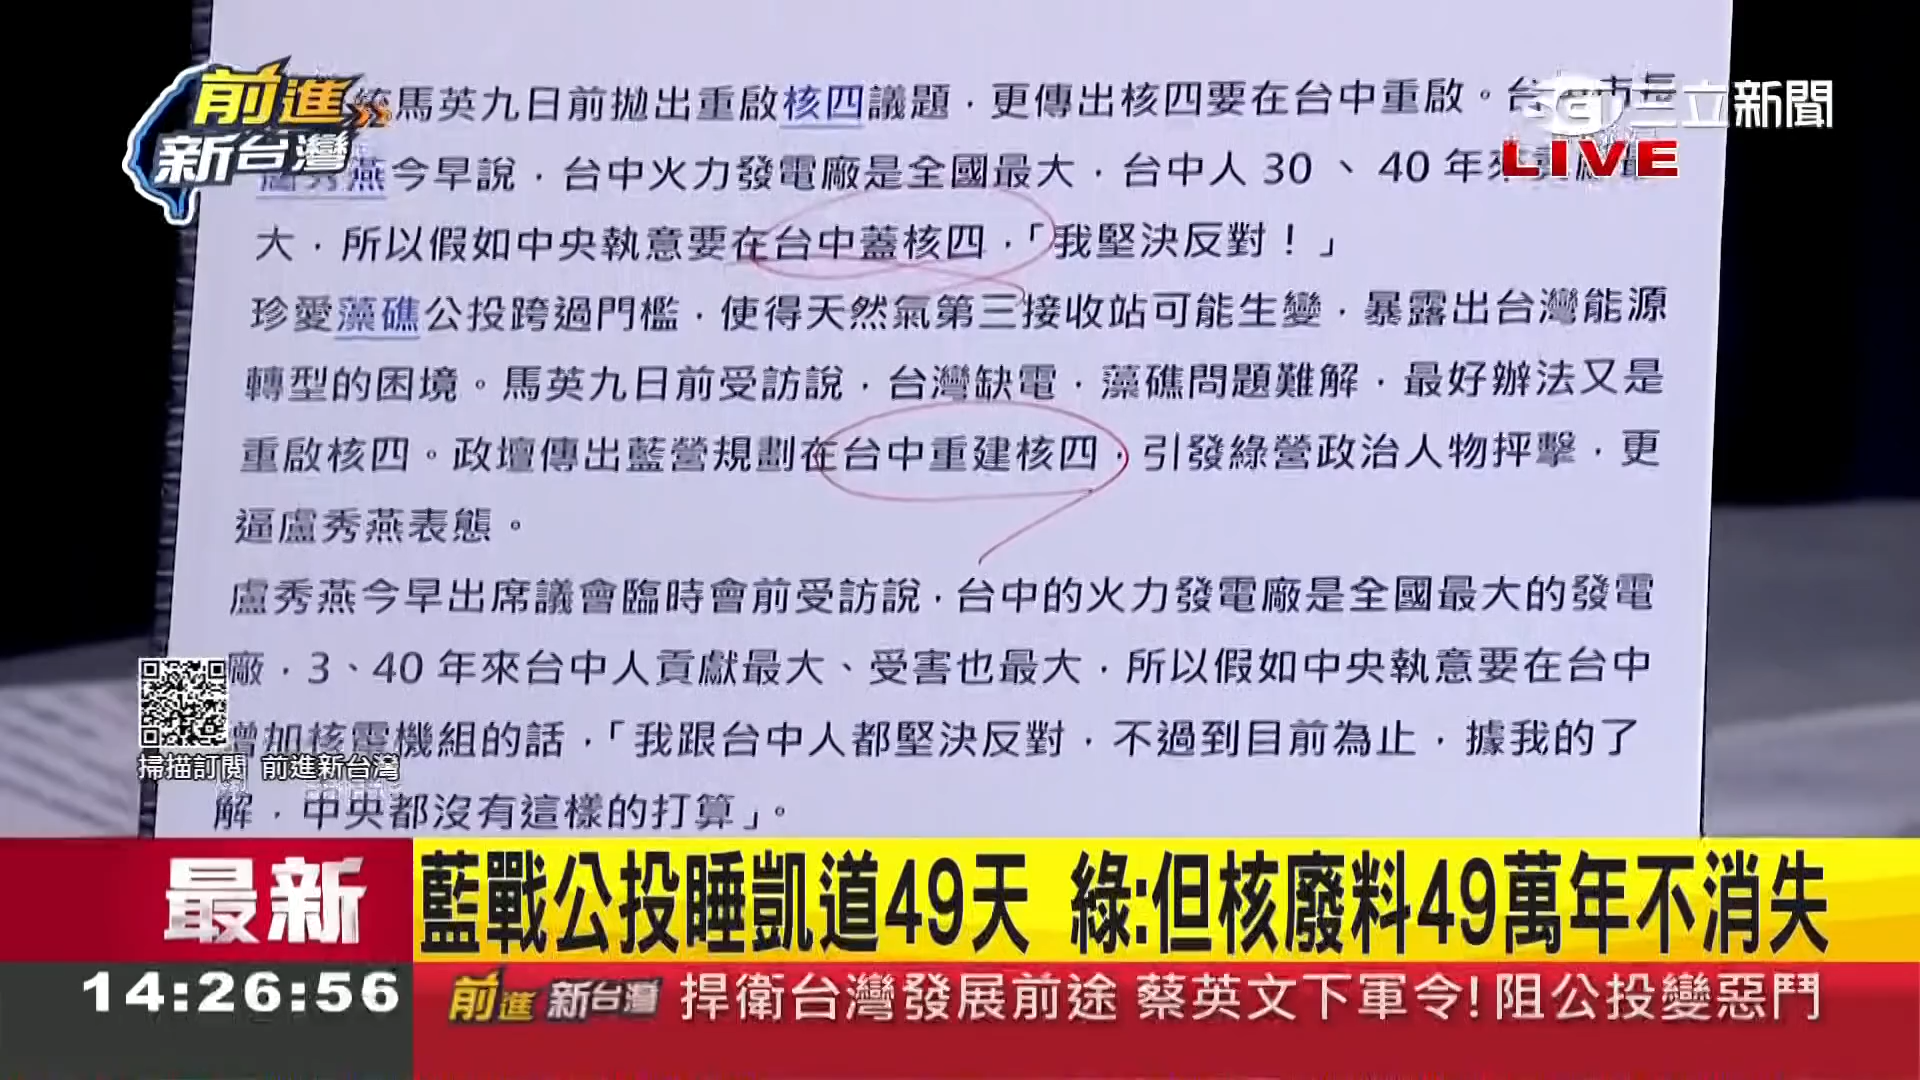 前進
新台灣
統馬英九日前拋出重啟核四議題，更傳出核四要在台中重啟。台中市長
三立新聞
LIVE
盧秀燕今早說，台中火力發電廠是全國最大，台中人 30 、 40 年來貢獻最
大，所以假如中央執意要在台中蓋核四，「我堅決反對！」
珍愛藻礁公投跨過門檻，使得天然氣第三接收站可能生變，暴露出台灣能源
轉型的困境。馬英九日前受訪說，台灣缺電，藻礁問題難解，最好辦法又是
重啟核四。政壇傳出藍營規劃在台中重建核四，引發綠營政治人物抨擊，更
逼盧秀燕表態。
盧秀燕今早出席議會臨時會前受訪說，台中的火力發電廠是全國最大的發電
廠，3、40 年來台中人貢獻最大、受害也最大，所以假如中央執意要在台中
增加核電機組的話，「我跟台中人都堅決反對，不過到目前為止，據我的了
解，中央都沒有這樣的打算」。
掃描訂閱 前進新台灣
最新
藍戰公投睡凱道49天 綠:但核廢料49萬年不消失
14:26:56
前進新台灣 捍衛台灣發展前途 蔡英文下軍令!阻公投變惡鬥